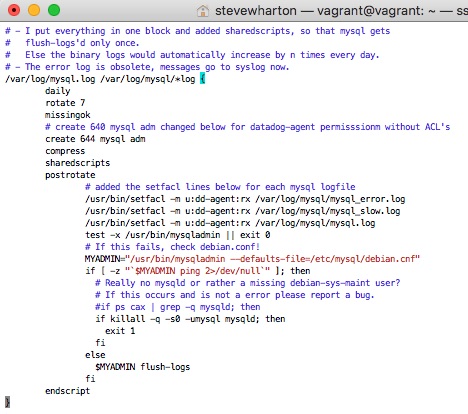 stevewharton — vagrant@vagrant: ~ — ss
# - I put everything in one block and added sharedscripts, so that mysql gets
#   flush-logs'd only once.
#   Else the binary logs would automatically increase by n times every day.
# - The error log is obsolete, messages go to syslog now.
/var/log/mysql.log /var/log/mysql/*log {
        daily
        rotate 7
        missingok
        # create 640 mysql adm changed below for datadog-agent permisssionm without ACL's
        create 644 mysql adm
        compress
        sharedscripts
        postrotate
                # added the setfacl lines below for each mysql logfile
                /usr/bin/setfacl -m u:dd-agent:rx /var/log/mysql/mysql_error.log
                /usr/bin/setfacl -m u:dd-agent:rx /var/log/mysql/mysql_slow.log
                /usr/bin/setfacl -m u:dd-agent:rx /var/log/mysql/mysql.log
                test -x /usr/bin/mysqladmin || exit 0
                # If this fails, check debian.conf!
                MYADMIN="/usr/bin/mysqladmin --defaults-file=/etc/mysql/debian.cnf"
                if [ -z "`$MYADMIN ping 2>/dev/null`" ]; then
                  # Really no mysqld or rather a missing debian-sys-maint user?
                  # If this occurs and is not a error please report a bug.
                  #if ps cax | grep -q mysqld; then
                  if killall -q -s0 -umysql mysqld; then
                    exit 1
                  fi
                else
                  $MYADMIN flush-logs
                fi
        endscript
}